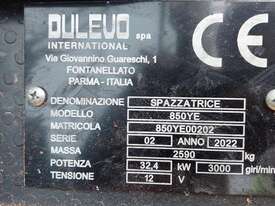 DULEVO spa
INTERNATIONAL
Via Giovannino Guareschi, 1
FONTANELLATO
PARMA - ITALIA
CE
DENOMINAZIONE SPAZZATRICE
MODELLO 850YE
MATRICOLA 850YE00202
SERIE 02 ANNO 2022
MASSA 2590 kg
POTENZA 32,4 kW 3000 giri/min
TENSIONE 12 V